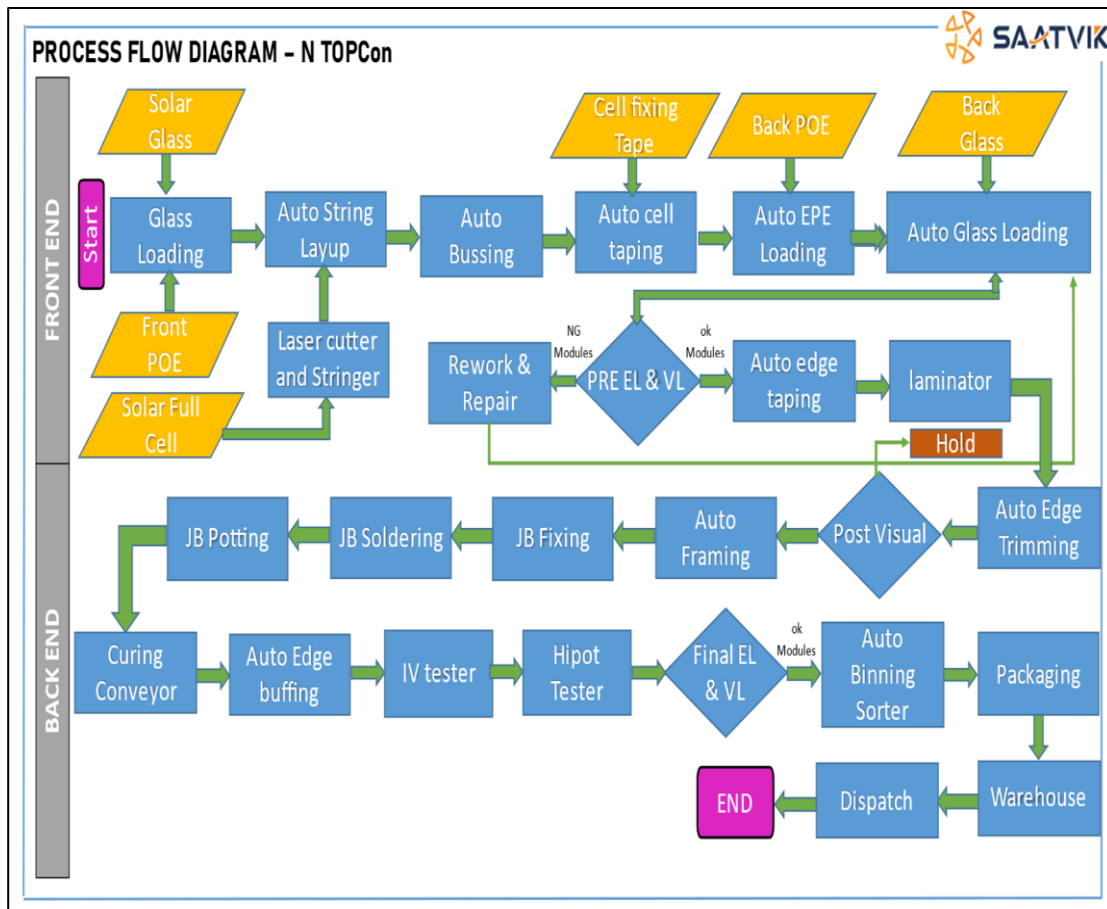 SAATVIK
PROCESS FLOW DIAGRAM – N TOPCon
FRONT END
Start
Solar
Glass
Cell fixing
Tape
Back POE
Back
Glass
Glass
Loading
Auto String
Layup
Auto
Bussing
Auto cell
taping
Auto EPE
Loading
Auto Glass Loading
Front
POE
Laser cutter
and Stringer
Solar Full
Cell
Rework &
Repair
NG
Modules
PRE EL & VL
ok
Modules
Auto edge
taping
laminator
Hold
BACK END
JB Potting
JB Soldering
JB Fixing
Auto
Framing
Post Visual
Auto Edge
Trimming
Curing
Conveyor
Auto Edge
buffing
IV tester
Hipot
Tester
Final EL
& VL
ok
Modules
Auto
Binning
Sorter
Packaging
END
Dispatch
Warehouse